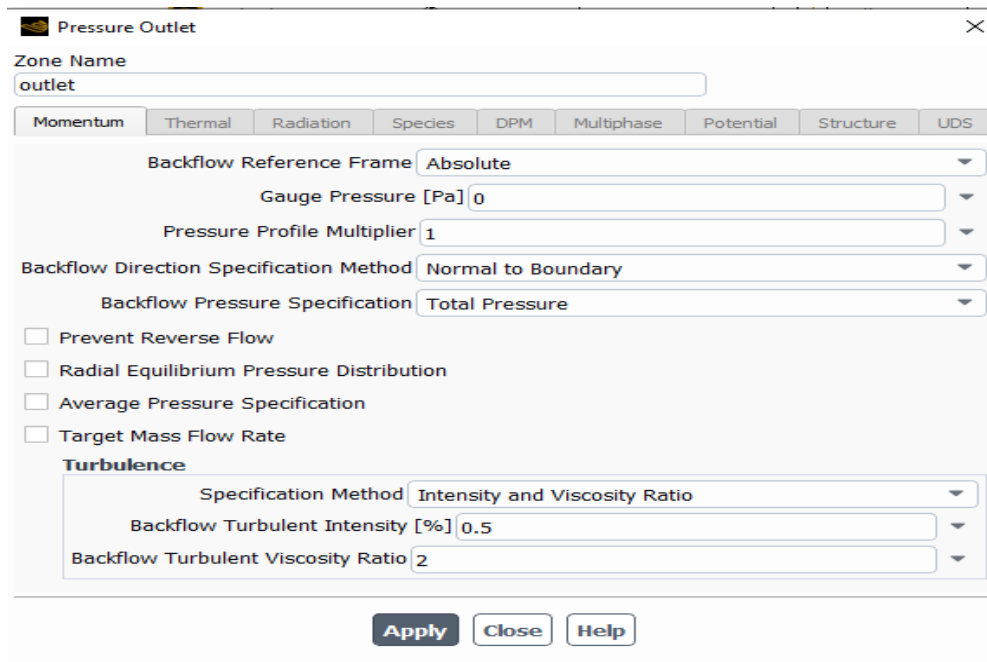 Pressure Outlet
Zone Name
outlet
Momentum Thermal Radiation Species DPM Multiphase Potential Structure UDS
Backflow Reference Frame Absolute
Gauge Pressure [Pa] 0
Pressure Profile Multiplier 1
Backflow Direction Specification Method Normal to Boundary
Backflow Pressure Specification Total Pressure
Prevent Reverse Flow
Radial Equilibrium Pressure Distribution
Average Pressure Specification
Target Mass Flow Rate
Turbulence
Specification Method Intensity and Viscosity Ratio
Backflow Turbulent Intensity [%] 0.5
Backflow Turbulent Viscosity Ratio 2
Apply Close Help